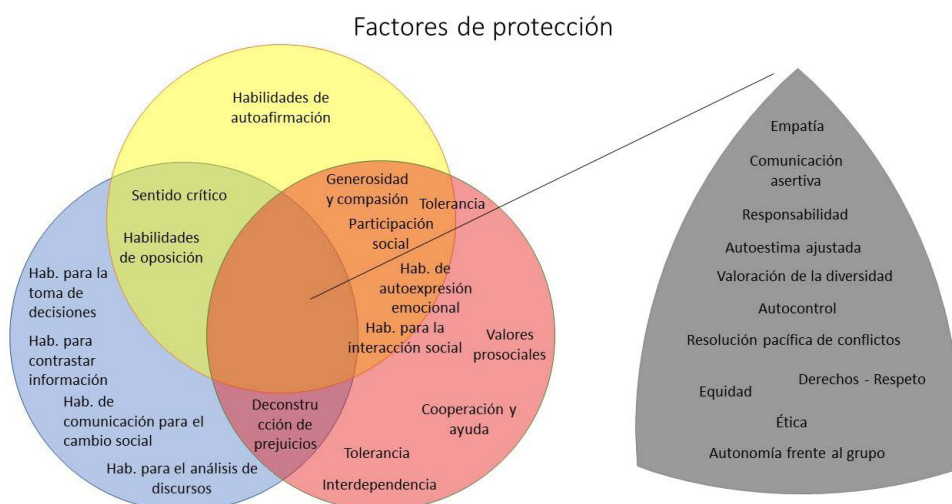 Factores de protección
Habilidades de
autoafirmación
Sentido crítico
Habilidades
de oposición
Generosidad
y compasión
Tolerancia
Participación
social
Hab. de
autoexpresión
emocional
Hab. para la
interacción social
Hab. para la
toma de
decisiones
Hab. para
contrastar
información
Hab. de
comunicación para el
cambio social
Hab. para el análisis de
discursos
Deconstru
cción de
prejuicios
Valores
prosociales
Cooperación y
ayuda
Tolerancia
Interdependencia
Empatía
Comunicación
asertiva
Responsabilidad
Autoestima ajustada
Valoración de la diversidad
Autocontrol
Resolución pacífica de conflictos
Derechos - Respeto
Equidad
Ética
Autonomía frente al grupo